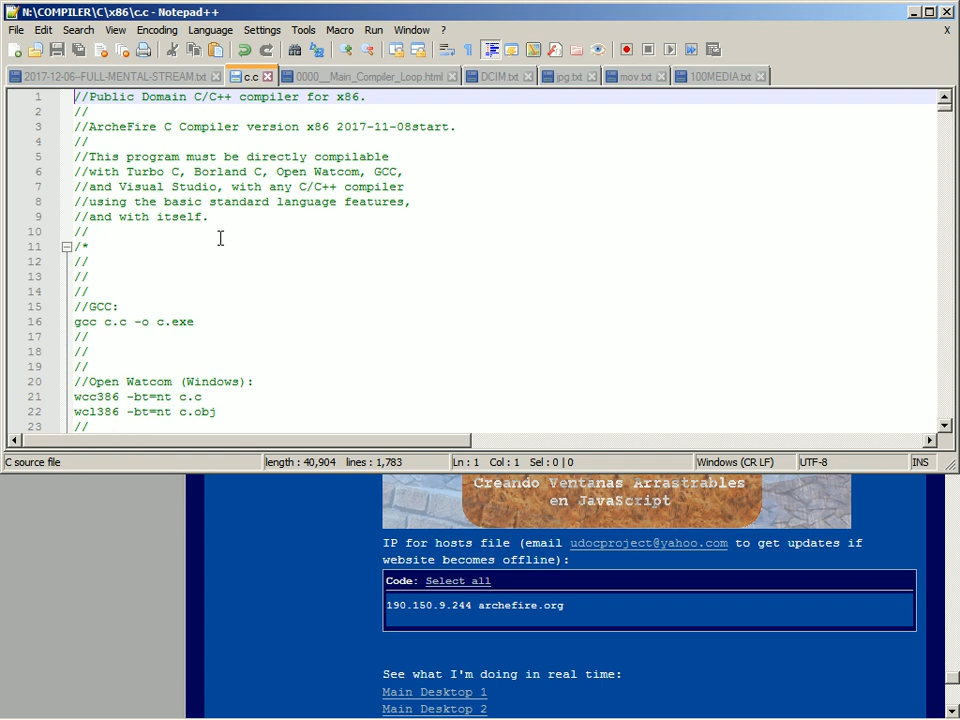 N:\COMPILER\C\x86\c.c - Notepad++
File Edit Search View Encoding Language Settings Tools Macro Run Window ? X
2017-12-06--FULL-MENTAL-STREAM.txt c.c 0000__Main_Compiler_Loop.html DCIM.txt jpg.txt mov.txt 100MEDIA.txt
1 //Public Domain C/C++ compiler for x86.
2 //
3 //ArcheFire C Compiler version x86 2017-11-08start.
4 //
5 //This program must be directly compilable
6 //with Turbo C, Borland C, Open Watcom, GCC,
7 //and Visual Studio, with any C/C++ compiler
8 //using the basic standard language features,
9 //and with itself.
10 //
11 /*
12 //
13 //
14 //
15 //GCC:
16 gcc c.c -o c.exe
17 //
18 //
19 //
20 //Open Watcom (Windows):
21 wcc386 -bt=nt c.c
22 wcl386 -bt=nt c.obj
23 //
C source file length : 40,904 lines : 1,783 Ln : 1 Col : 1 Sel : 0 | 0 Windows (CR LF) UTF-8 INS
Creando Ventanas Arrastrables
en JavaScript
IP for hosts file (email udocproject@yahoo.com to get updates if
website becomes offline):
Code: Select all
190.150.9.244 archefire.org
See what I'm doing in real time:
Main Desktop 1
Main Desktop 2